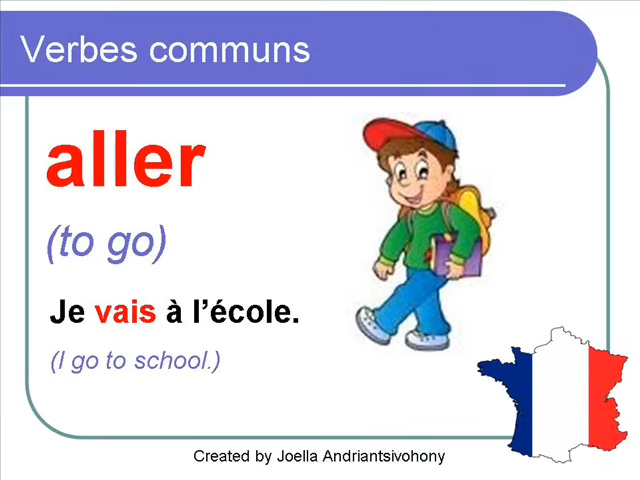 Verbes communs
aller
(to go)
Je vais à l’école.
(I go to school.)
Created by Joella Andriantsivohony